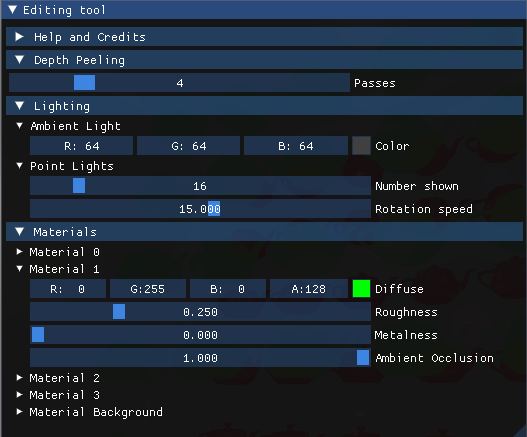 Editing tool
Help and Credits
Depth Peeling
4 Passes
Lighting
Ambient Light
R: 64 G: 64 B: 64 Color
Point Lights
16 Number shown
15.000 Rotation speed
Materials
Material 0
Material 1
R: 0 G:255 B: 0 A:128 Diffuse
0.250 Roughness
0.000 Metalness
1.000 Ambient Occlusion
Material 2
Material 3
Material Background